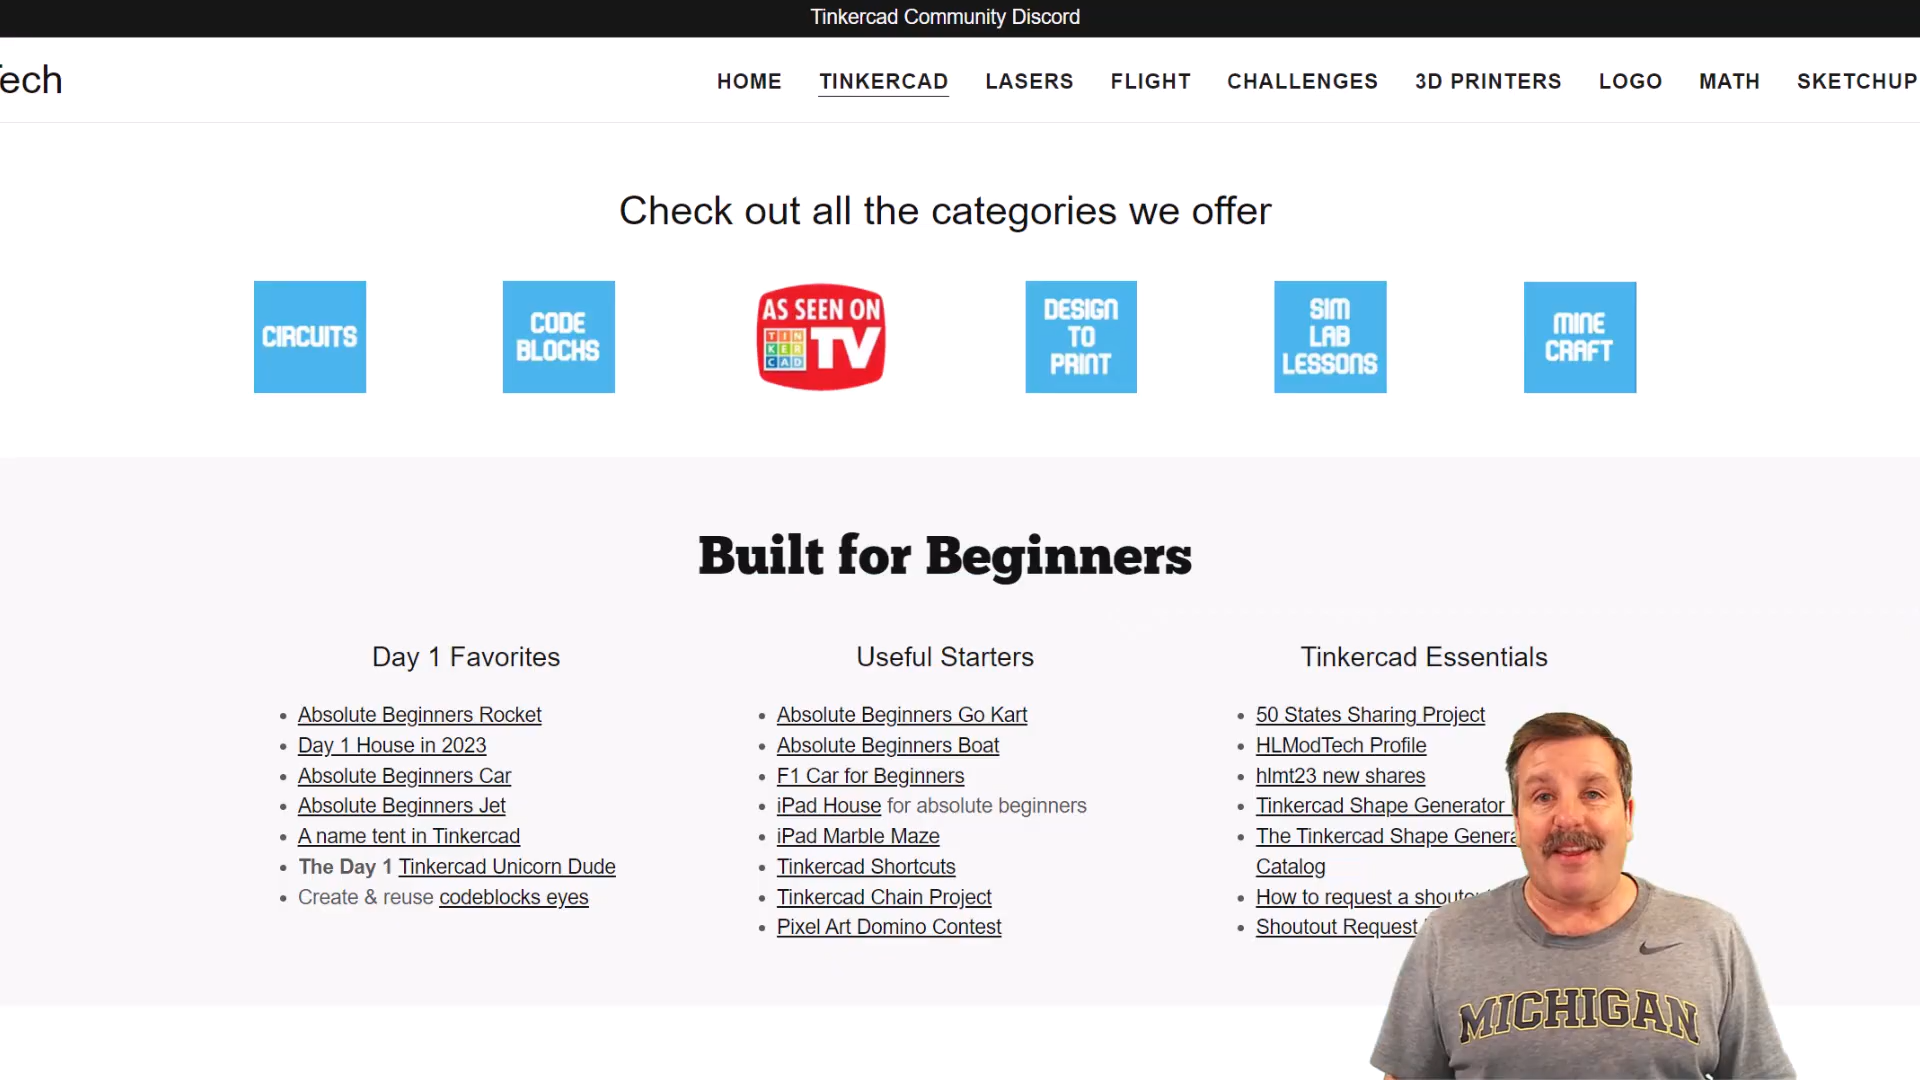 Tinkercad Community Discord
Tech
HOME TINKERCAD LASERS FLIGHT CHALLENGES 3D PRINTERS LOGO MATH SKETCHUP
Check out all the categories we offer
CIRCUITS
CODE
BLOCKS
AS SEEN ON
TIN
KER
CAD
TV
DESIGN
TO
PRINT
SIM
LAB
LESSONS
MINE
CRAFT
Built for Beginners
Day 1 Favorites
Absolute Beginners Rocket
Day 1 House in 2023
Absolute Beginners Car
Absolute Beginners Jet
A name tent in Tinkercad
The Day 1 Tinkercad Unicorn Dude
Create & reuse codeblocks eyes
Useful Starters
Absolute Beginners Go Kart
Absolute Beginners Boat
F1 Car for Beginners
iPad House for absolute beginners
iPad Marble Maze
Tinkercad Shortcuts
Tinkercad Chain Project
Pixel Art Domino Contest
Tinkercad Essentials
50 States Sharing Project
HLModTech Profile
hlmt23 new shares
Tinkercad Shape Generator
The Tinkercad Shape Genera
Catalog
How to request a shouto
Shoutout Request
MICHIGAN